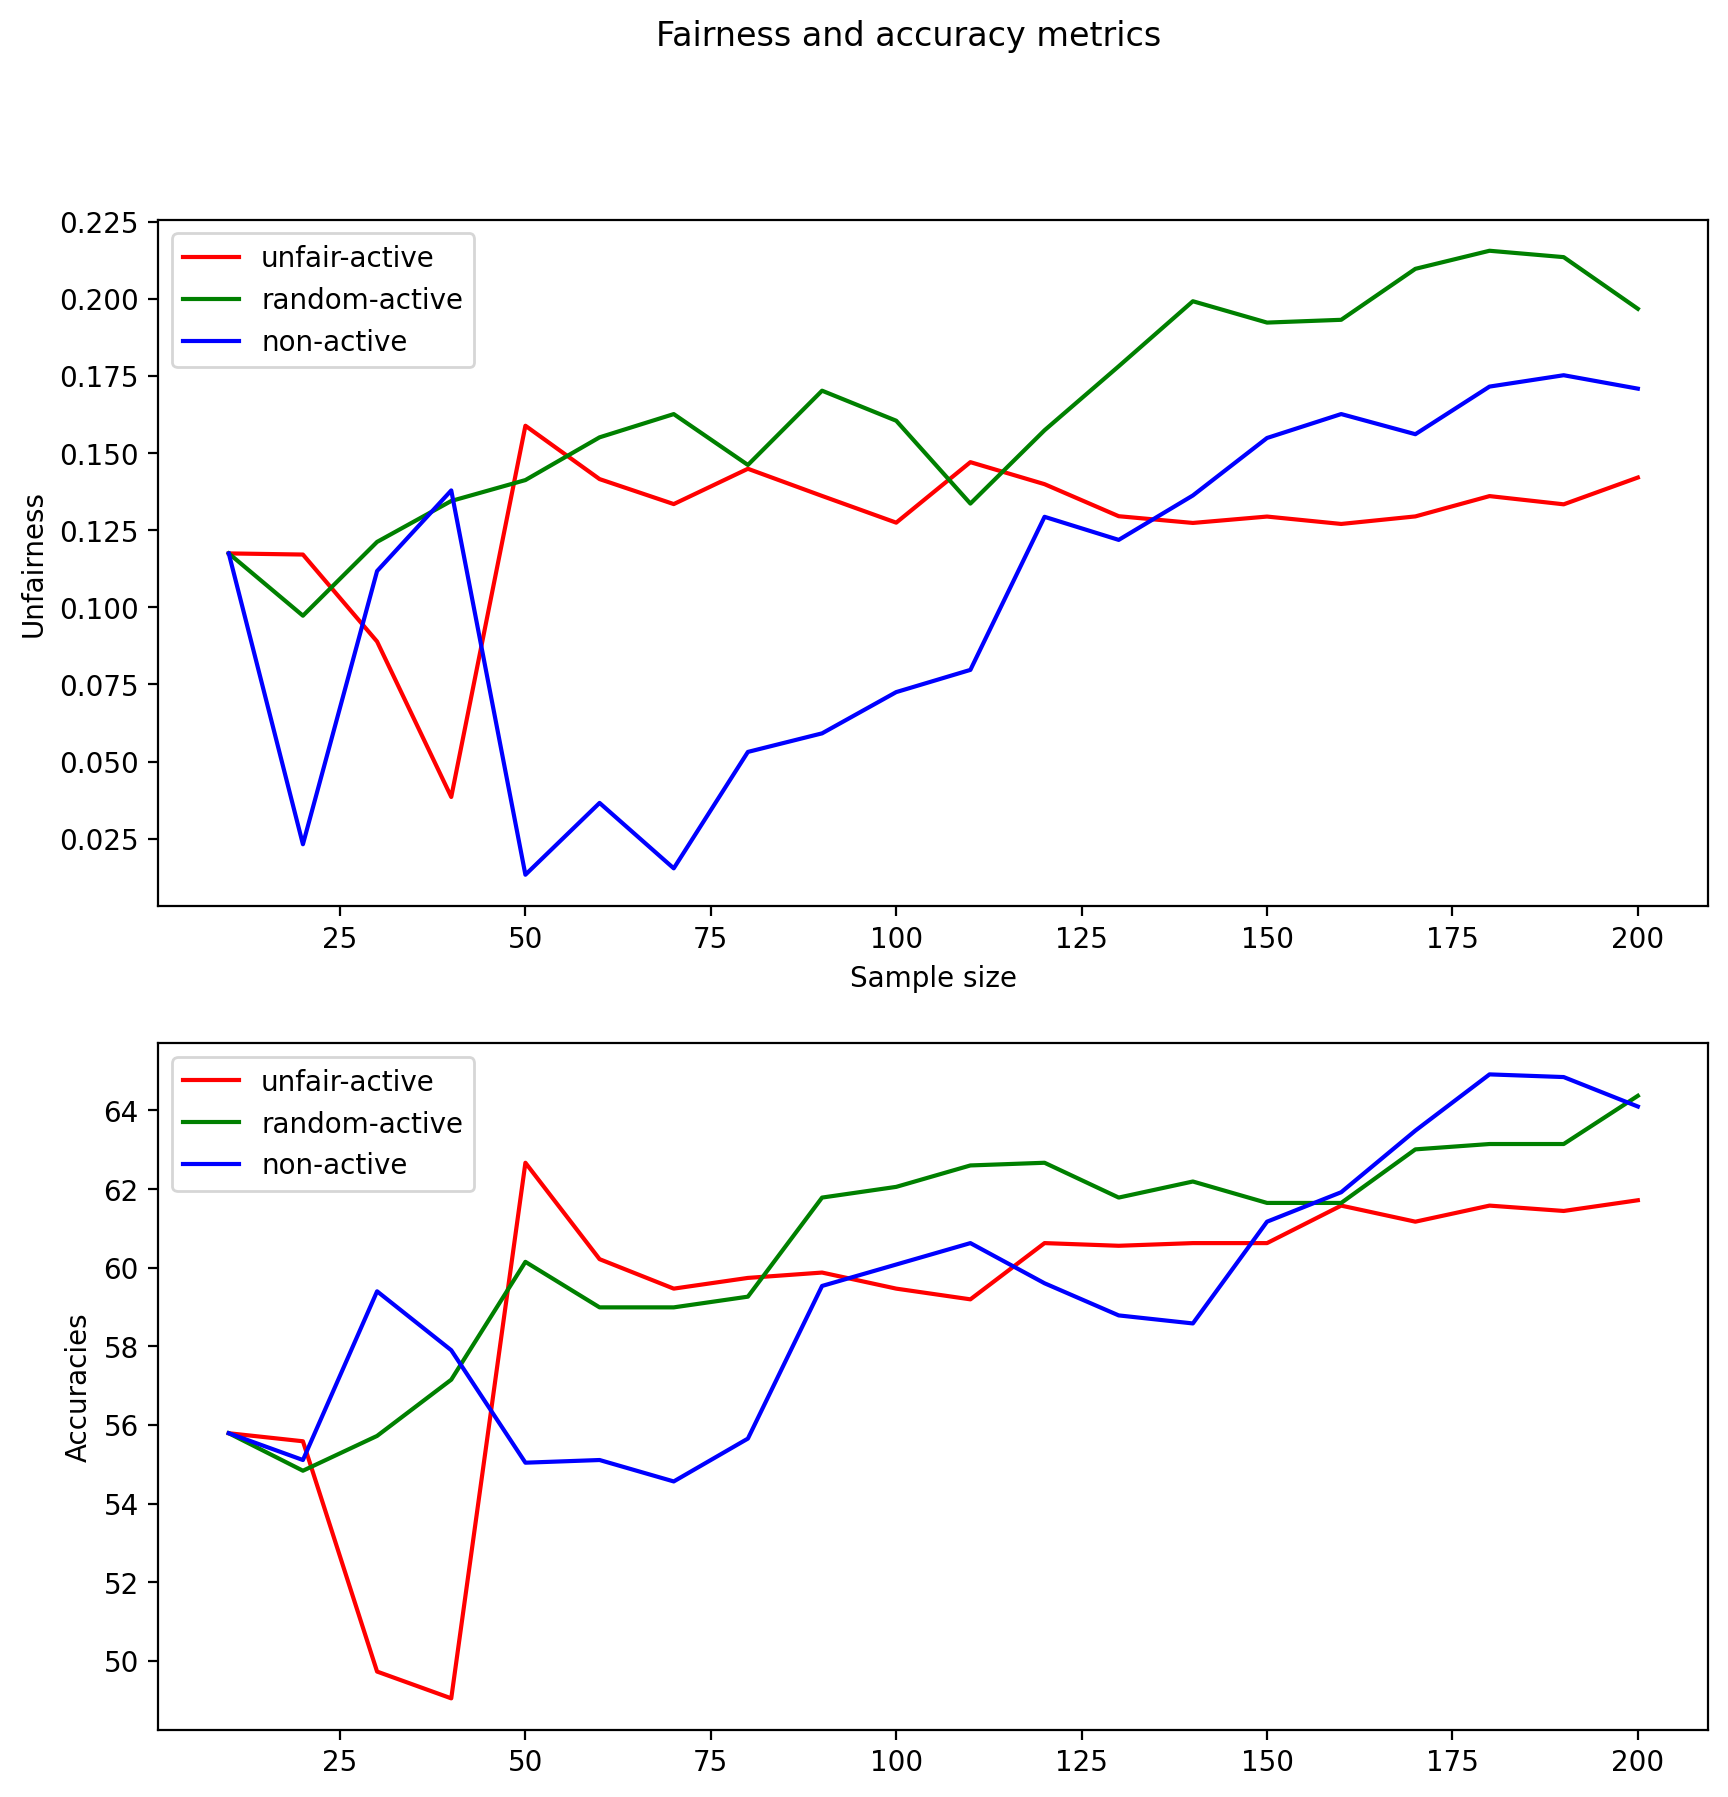 Fairness and accuracy metrics
0.225
0.200
0.175
0.150
0.125
0.100
0.075
0.050
0.025
Unfairness
unfair-active
random-active
non-active
25 50 75 100 125 150 175 200
Sample size
64
62
60
58
56
54
52
50
Accuracies
unfair-active
random-active
non-active
25 50 75 100 125 150 175 200